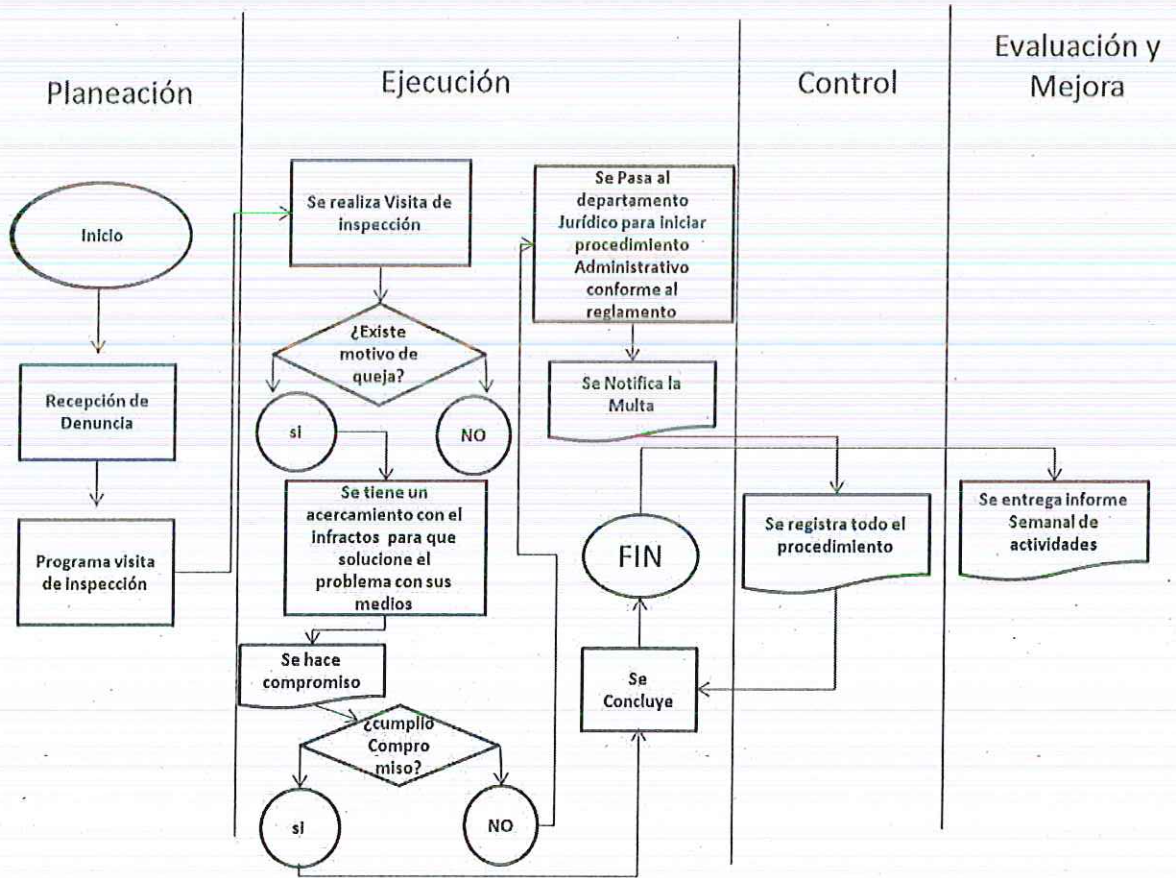 Planeación
Ejecución
Control
Evaluación y
Mejora
Inicio
Recepción de
Denuncia
Programa visita
de inspección
Se realiza Visita de
inspección
¿Existe
motivo de
queja?
si
NO
Se tiene un
acercamiento con el
infractos para que
solucione el
problema con sus
medios
Se hace
compromiso
¿cumplio
Compro
miso?
si
NO
Se Pasa al
departamento
Jurídico para iniciar
procedimiento
Administrativo
conforme al
reglamento
Se Notifica la
Multa
FIN
Se
Concluye
Se registra todo el
procedimiento
Se entrega informe
Semanal de
actividades